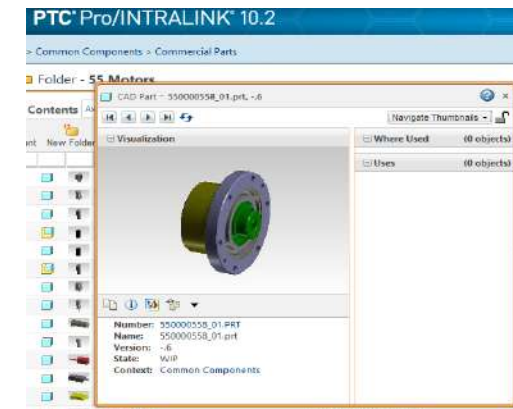 PTC® Pro/INTRALINK® 10.2
> Common Components > Commercial Parts
Folder - 55 Motors
CAD Part - 550000558_01.prt, -.6
Contents
Navigate Thumbnails
New Folder
Visualization
Where Used (0 objects)
Uses (0 objects)
Number: 550000558_01.PRT
Name: 550000558_01.prt
Version: -.6
State: WIP
Context: Common Components